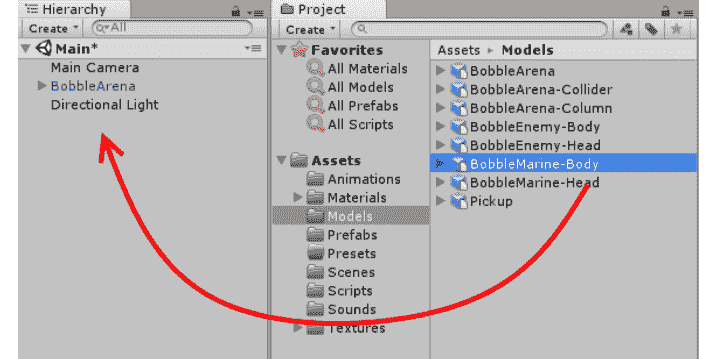 Hierarchy
Create
All
Main*
Main Camera
BobbleArena
Directional Light
Project
Create
Favorites
All Materials
All Models
All Prefabs
All Scripts
Assets
Animations
Materials
Models
Prefabs
Presets
Scenes
Scripts
Sounds
Textures
Assets Models
BobbleArena
BobbleArena-Collider
BobbleArena-Column
BobbleEnemy-Body
BobbleEnemy-Head
BobbleMarine-Body
BobbleMarine-Head
Pickup